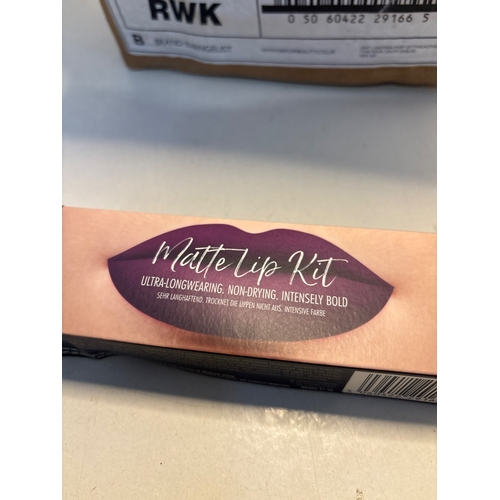 RWK
0 50 60422 29166 5
Matte Lip Kit
ULTRA-LONGWEARING. NON-DRYING. INTENSELY BOLD
SEHR LANGHAFTEND, TROCKNET DIE LIPPEN NICHT AUS, INTENSIVE FARBE